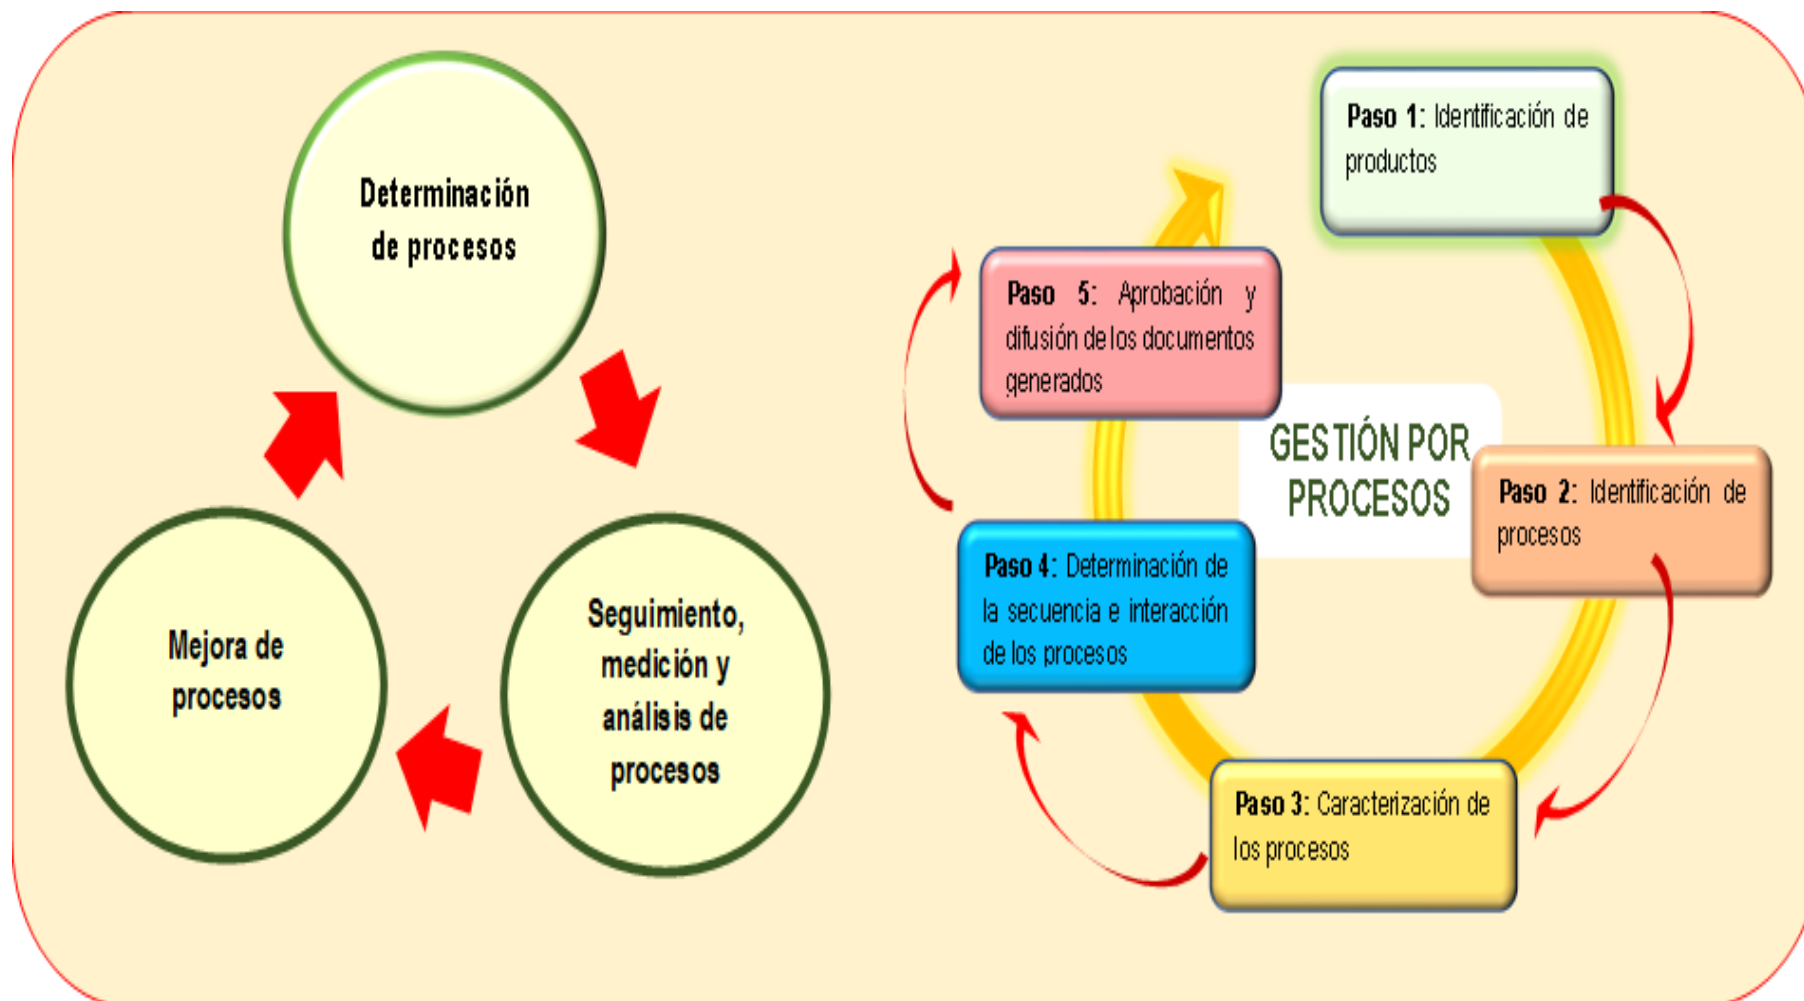 Determinación
de procesos
Mejora de
procesos
Seguimiento,
medición y
análisis de
procesos
Paso 1: Identificación de
productos
Paso 2: Identificación de
procesos
Paso 3: Caracterización de
los procesos
Paso 4: Determinación de
la secuencia e interacción
de los procesos
Paso 5: Aprobación y
difusión de los documentos
generados
GESTIÓN POR
PROCESOS